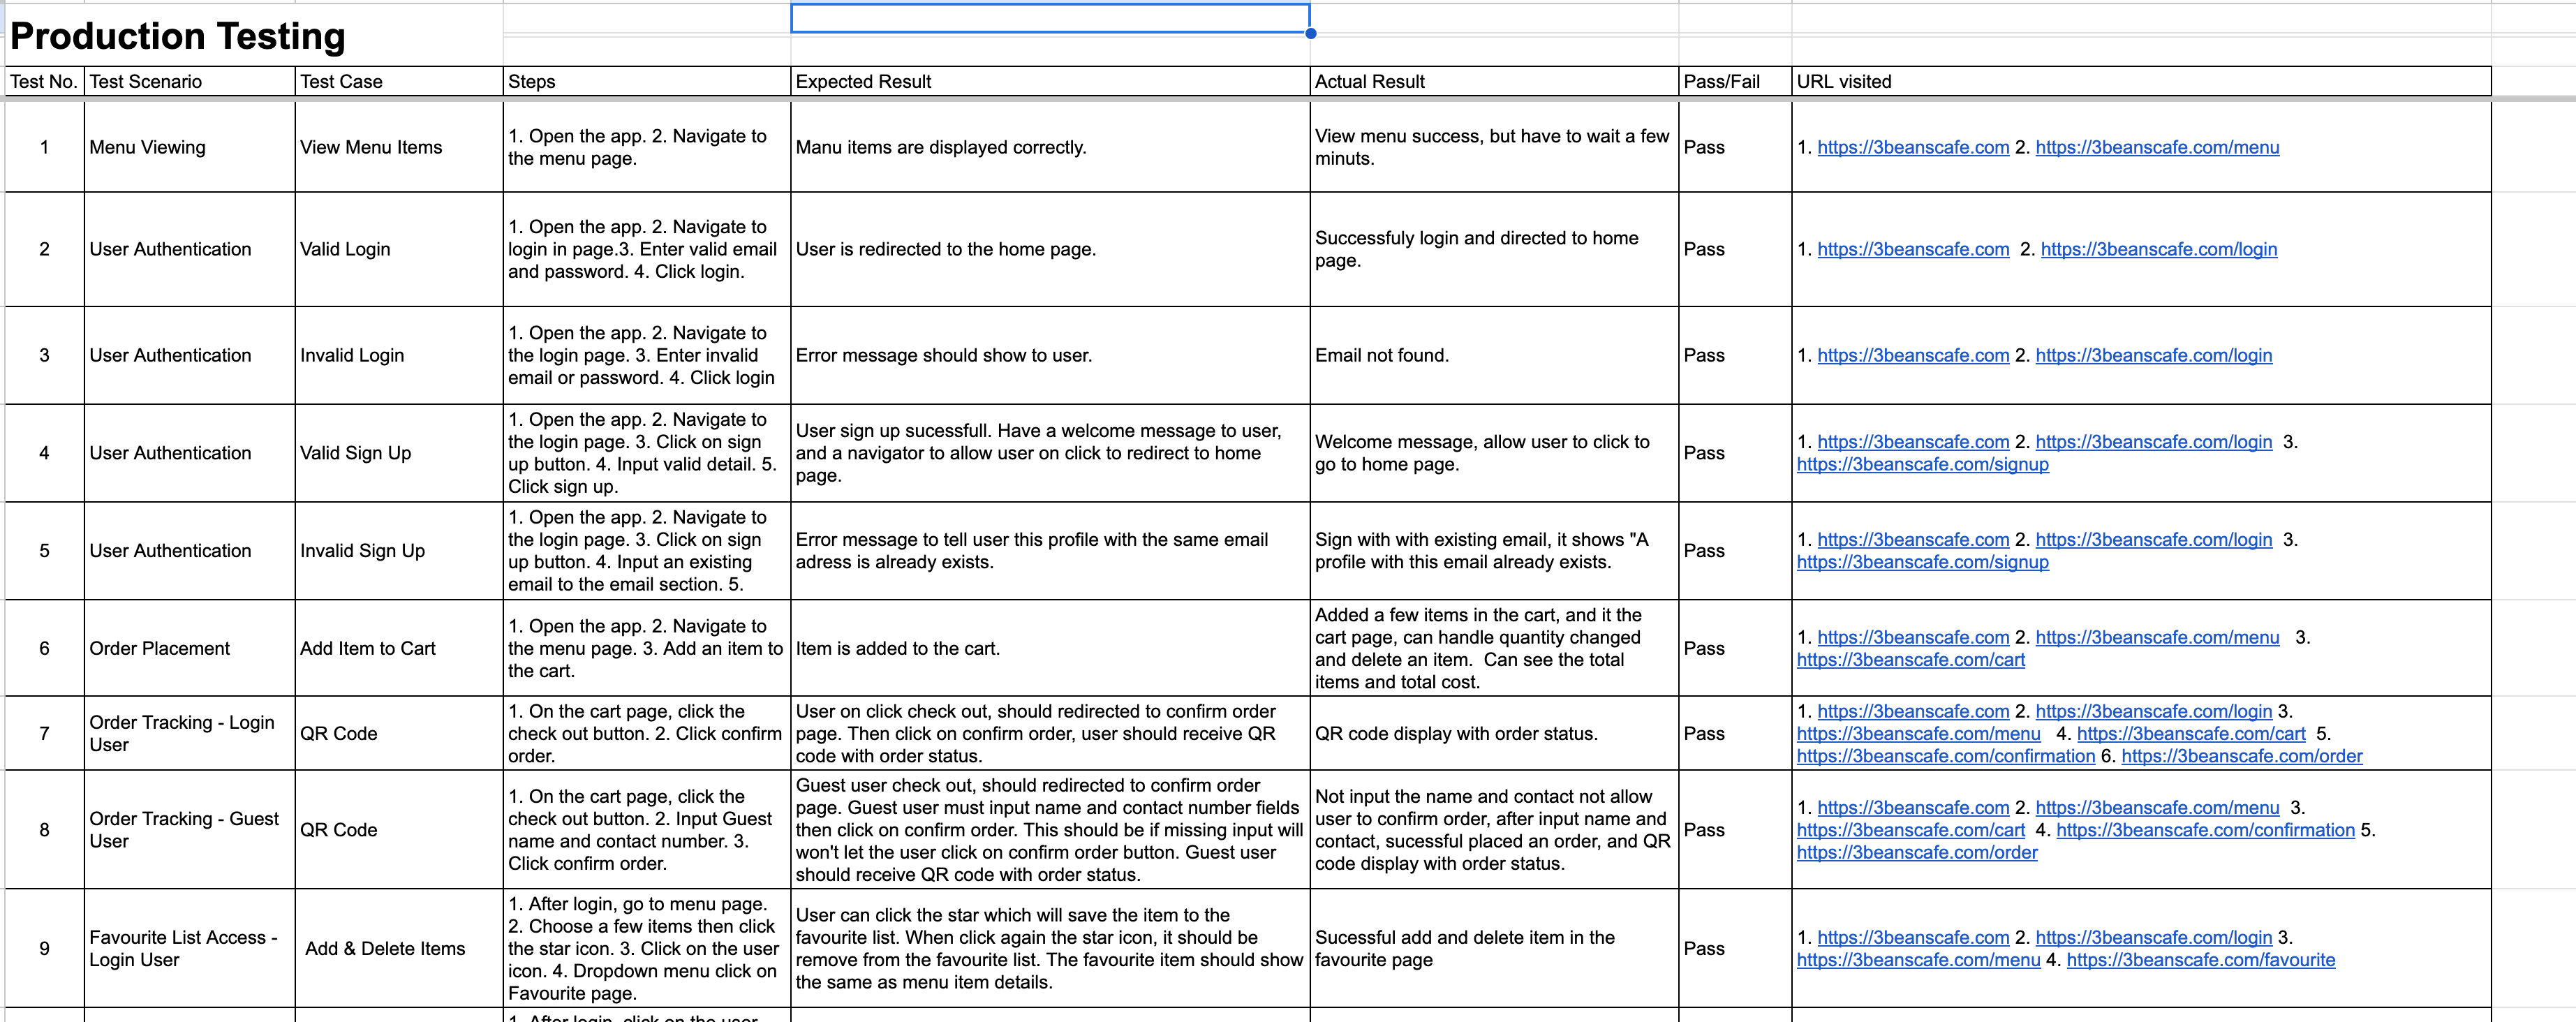 Production Testing
Test No. Test Scenario Test Case Steps Expected Result Actual Result Pass/Fail URL visited
1
Menu Viewing
View Menu Items
1. Open the app. 2. Navigate to
the menu page.
Manu items are displayed correctly.
View menu success, but have to wait a few
minuts.
Pass
1. https://3beanscafe.com 2. https://3beanscafe.com/menu
2
User Authentication
Valid Login
1. Open the app. 2. Navigate to
login in page.3. Enter valid email
and password. 4. Click login.
User is redirected to the home page.
Successfuly login and directed to home
page.
Pass
1. https://3beanscafe.com 2. https://3beanscafe.com/login
3
User Authentication
Invalid Login
1. Open the app. 2. Navigate to
the login page. 3. Enter invalid
email or password. 4. Click login
Error message should show to user.
Email not found.
Pass
1. https://3beanscafe.com 2. https://3beanscafe.com/login
4
User Authentication
Valid Sign Up
1. Open the app. 2. Navigate to
the login page. 3. Click on sign
up button. 4. Input valid detail. 5.
Click sign up.
User sign up sucessfull. Have a welcome message to user,
and a navigator to allow user on click to redirect to home
page.
Welcome message, allow user to click to
go to home page.
Pass
1. https://3beanscafe.com 2. https://3beanscafe.com/login 3.
https://3beanscafe.com/signup
5
User Authentication
Invalid Sign Up
1. Open the app. 2. Navigate to
the login page. 3. Click on sign
up button. 4. Input an existing
email to the email section. 5.
Error message to tell user this profile with the same email
adress is already exists.
Sign with with existing email, it shows "A
profile with this email already exists.
Pass
1. https://3beanscafe.com 2. https://3beanscafe.com/login 3.
https://3beanscafe.com/signup
6
Order Placement
Add Item to Cart
1. Open the app. 2. Navigate to
the menu page. 3. Add an item to
the cart.
Item is added to the cart.
Added a few items in the cart, and it the
cart page, can handle quantity changed
and delete an item. Can see the total
items and total cost.
Pass
1. https://3beanscafe.com 2. https://3beanscafe.com/menu 3.
https://3beanscafe.com/cart
7
Order Tracking - Login
User
QR Code
1. On the cart page, click the
check out button. 2. Click confirm
order.
User on click check out, should redirected to confirm order
page. Then click on confirm order, user should receive QR
code with order status.
QR code display with order status.
Pass
1. https://3beanscafe.com 2. https://3beanscafe.com/login 3.
https://3beanscafe.com/menu 4. https://3beanscafe.com/cart 5.
https://3beanscafe.com/confirmation 6. https://3beanscafe.com/order
8
Order Tracking - Guest
User
QR Code
1. On the cart page, click the
check out button. 2. Input Guest
name and contact number. 3.
Click confirm order.
Guest user check out, should redirected to confirm order
page. Guest user must input name and contact number fields
then click on confirm order. This should be if missing input will
won't let the user click on confirm order button. Guest user
should receive QR code with order status.
Not input the name and contact not allow
user to confirm order, after input name and
contact, sucessful placed an order, and QR
code display with order status.
Pass
1. https://3beanscafe.com 2. https://3beanscafe.com/menu 3.
https://3beanscafe.com/cart 4. https://3beanscafe.com/confirmation 5.
https://3beanscafe.com/order
9
Favourite List Access -
Login User
Add & Delete Items
1. After login, go to menu page.
2. Choose a few items then click
the star icon. 3. Click on the user
icon. 4. Dropdown menu click on
Favourite page.
User can click the star which will save the item to the
favourite list. When click again the star icon, it should be
remove from the favourite list. The favourite item should show
the same as menu item details.
Sucessful add and delete item in the
favourite page
Pass
1. https://3beanscafe.com 2. https://3beanscafe.com/login 3.
https://3beanscafe.com/menu 4. https://3beanscafe.com/favourite
1. After login, click on the user